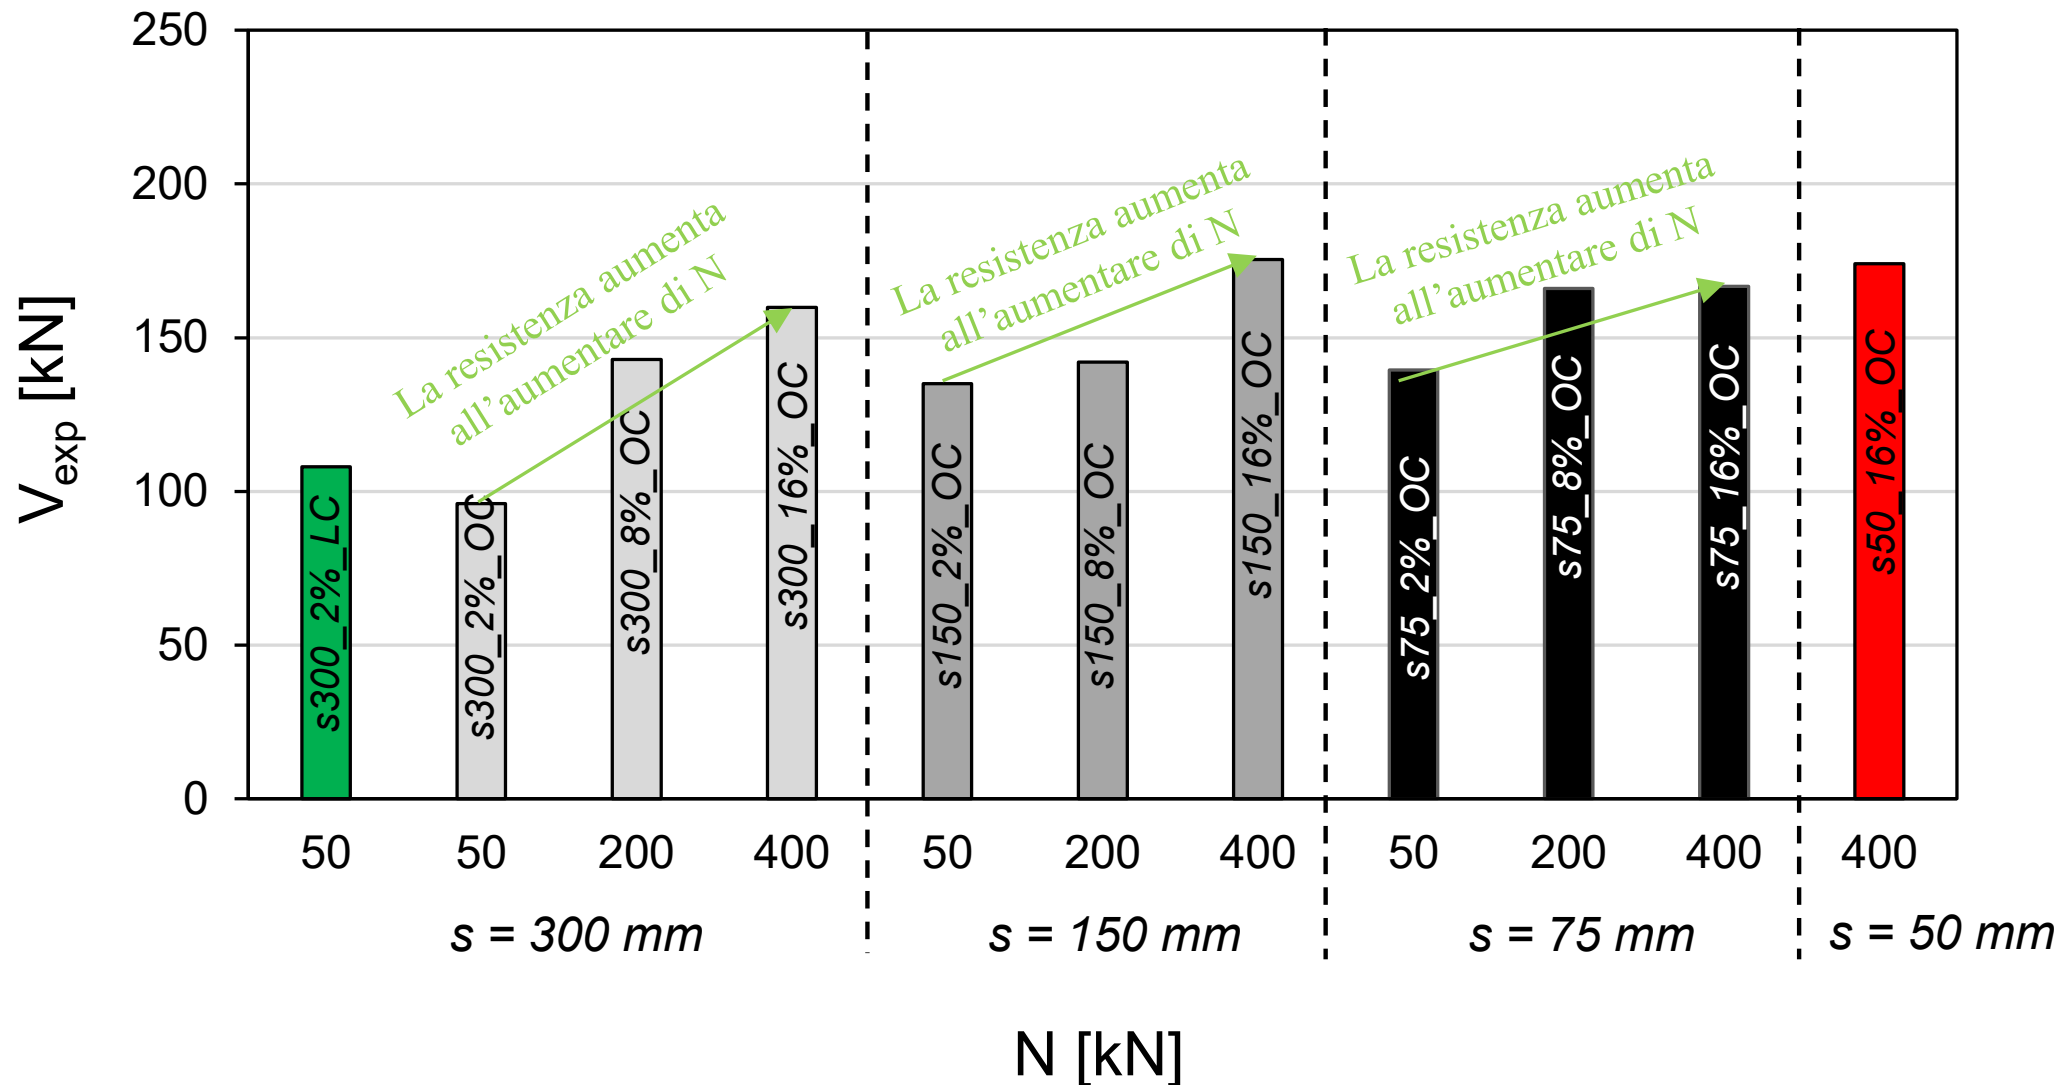 250
200
150
100
50
0
V_exp [kN]
La resistenza aumenta
all’aumentare di N
La resistenza aumenta
all’aumentare di N
La resistenza aumenta
all’aumentare di N
s300_2%_LC
s300_2%_OC
s300_8%_OC
s300_16%_OC
s150_2%_OC
s150_8%_OC
s150_16%_OC
s75_2%_OC
s75_8%_OC
s75_16%_OC
s50_16%_OC
50 50 200 400 50 200 400 50 200 400 400
s = 300 mm s = 150 mm s = 75 mm s = 50 mm
N [kN]